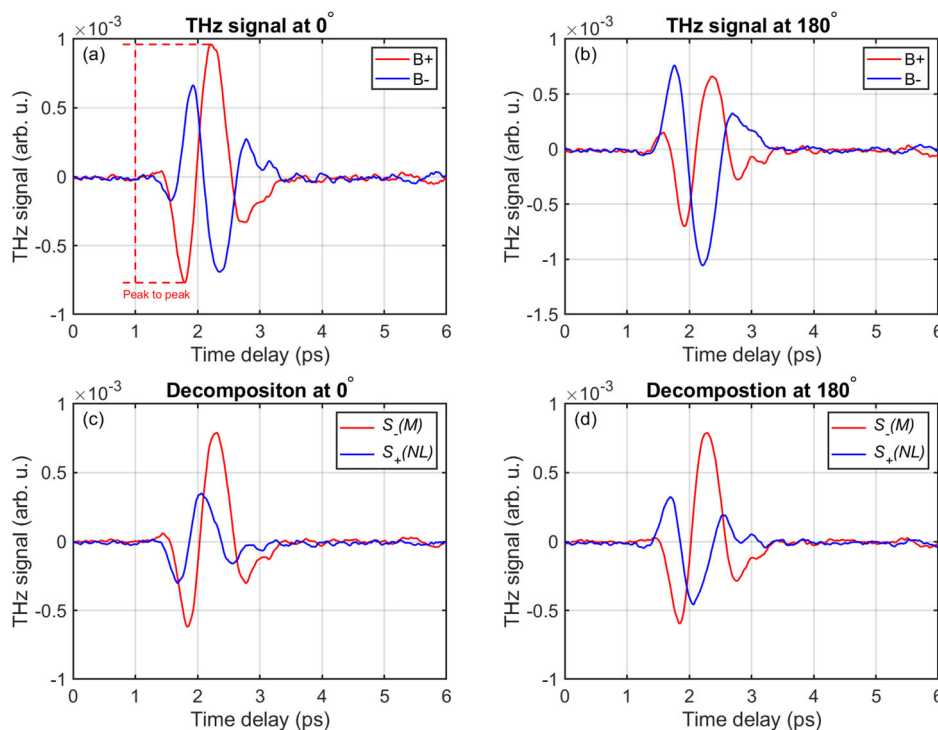 THz signal at 0°
×10⁻³
(a)
B+
B-
Peak to peak
THz signal (arb. u.)
1
0.5
0
-0.5
-1
0 1 2 3 4 5 6
Time delay (ps)
THz signal at 180°
×10⁻³
(b)
B+
B-
THz signal (arb. u.)
1
0.5
0
-0.5
-1
-1.5
0 1 2 3 4 5 6
Time delay (ps)
Decompositon at 0°
×10⁻³
(c)
S_(M)
S₊(NL)
THz signal (arb. u.)
1
0.5
0
-0.5
-1
0 1 2 3 4 5 6
Time delay (ps)
Decompostion at 180°
×10⁻³
(d)
S_(M)
S₊(NL)
THz signal (arb. u.)
1
0.5
0
-0.5
-1
0 1 2 3 4 5 6
Time delay (ps)